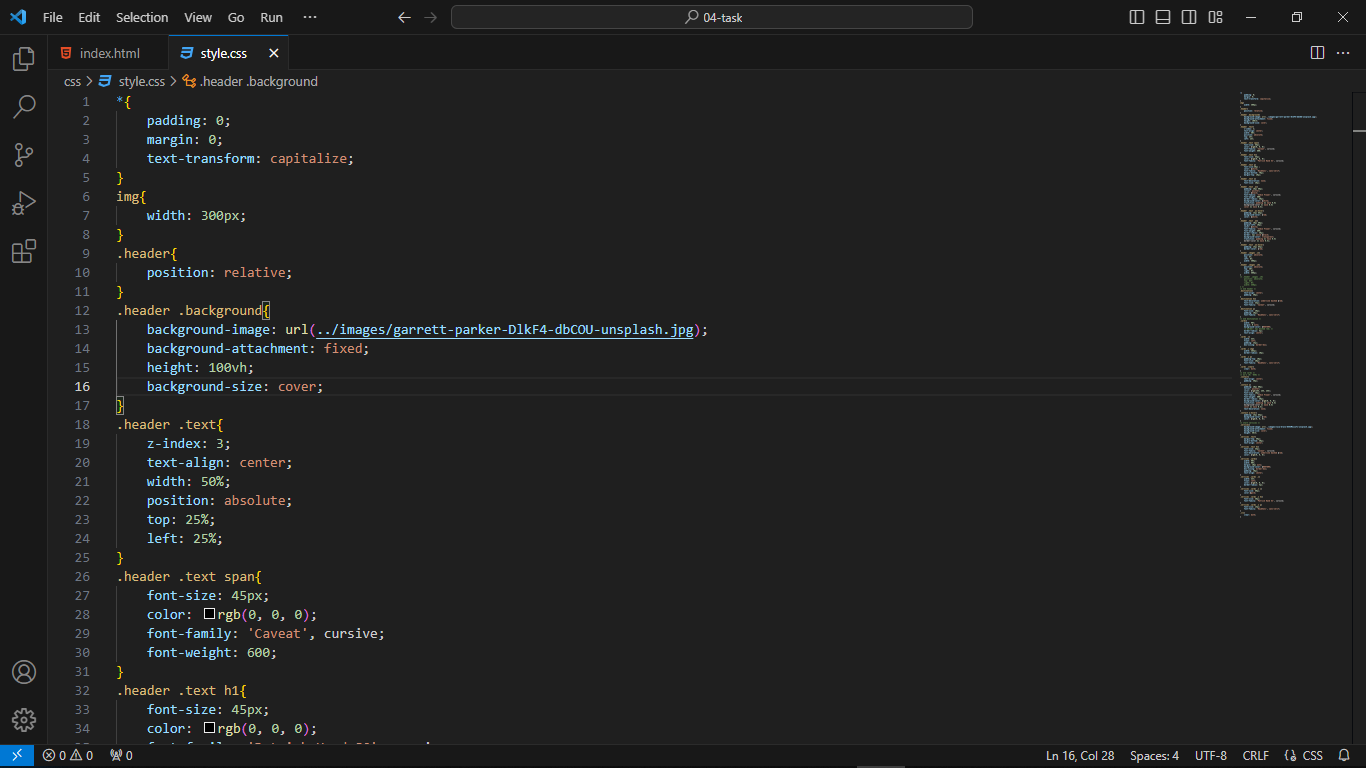 File Edit Selection View Go Run ··· 04-task
index.html style.css
css > style.css > .header .background
1 *{
2 padding: 0;
3 margin: 0;
4 text-transform: capitalize;
5 }
6 img{
7 width: 300px;
8 }
9 .header{
10 position: relative;
11 }
12 .header .background{
13 background-image: url(../images/garrett-parker-DlkF4-dbCOU-unsplash.jpg);
14 background-attachment: fixed;
15 height: 100vh;
16 background-size: cover;
17 }
18 .header .text{
19 z-index: 3;
20 text-align: center;
21 width: 50%;
22 position: absolute;
23 top: 25%;
24 left: 25%;
25 }
26 .header .text span{
27 font-size: 45px;
28 color: rgb(0, 0, 0);
29 font-family: 'Caveat', cursive;
30 font-weight: 600;
31 }
32 .header .text h1{
33 font-size: 45px;
34 color: rgb(0, 0, 0);
0 0 0 Ln 16, Col 28 Spaces: 4 UTF-8 CRLF {} CSS